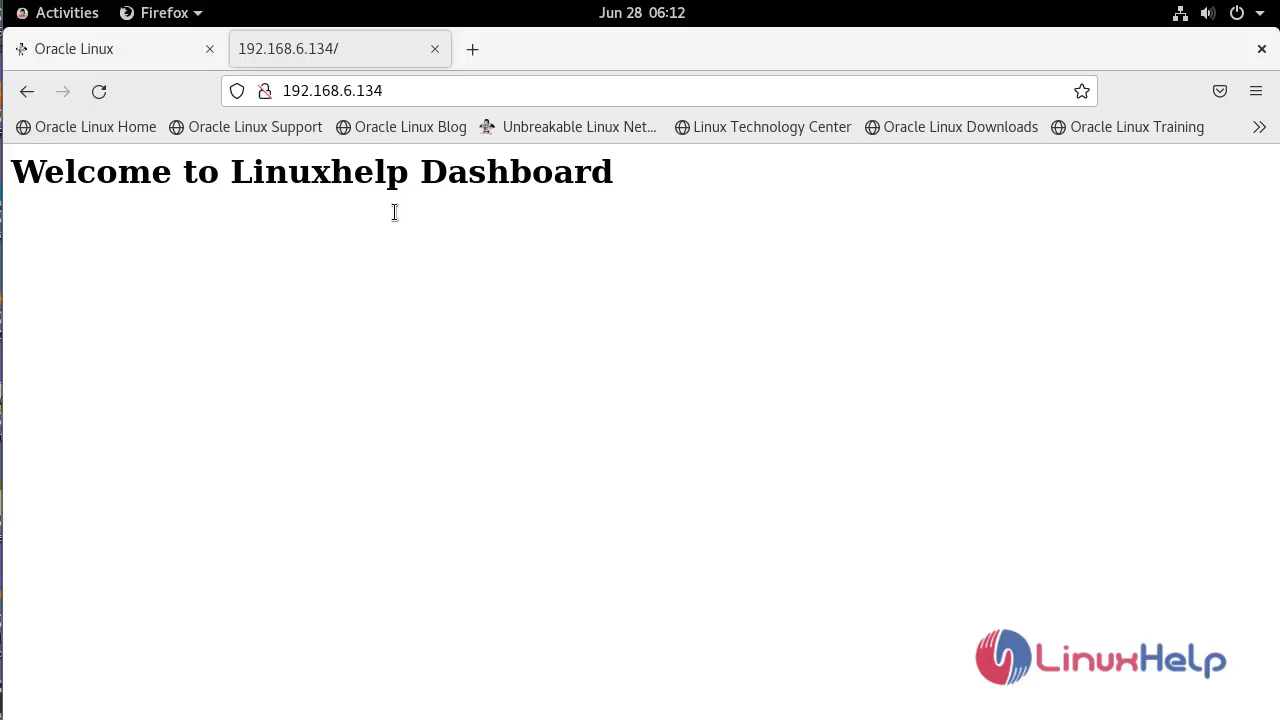 Activities Firefox Jun 28 06:12
Oracle Linux 192.168.6.134/
192.168.6.134
Oracle Linux Home Oracle Linux Support Oracle Linux Blog Unbreakable Linux Net... Linux Technology Center Oracle Linux Downloads Oracle Linux Training
Welcome to Linuxhelp Dashboard
LinuxHelp